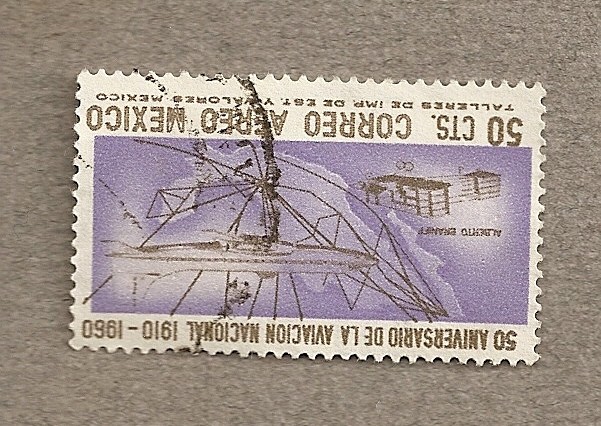 50 ANIVERSARIO DE LA AVIACION NACIONAL 1910 - 1960
ALBERTO BRANIFF
50 CTS. CORREO AEREO MEXICO
TALLERES DE IMP. DE EST. Y VALORES-MEXICO